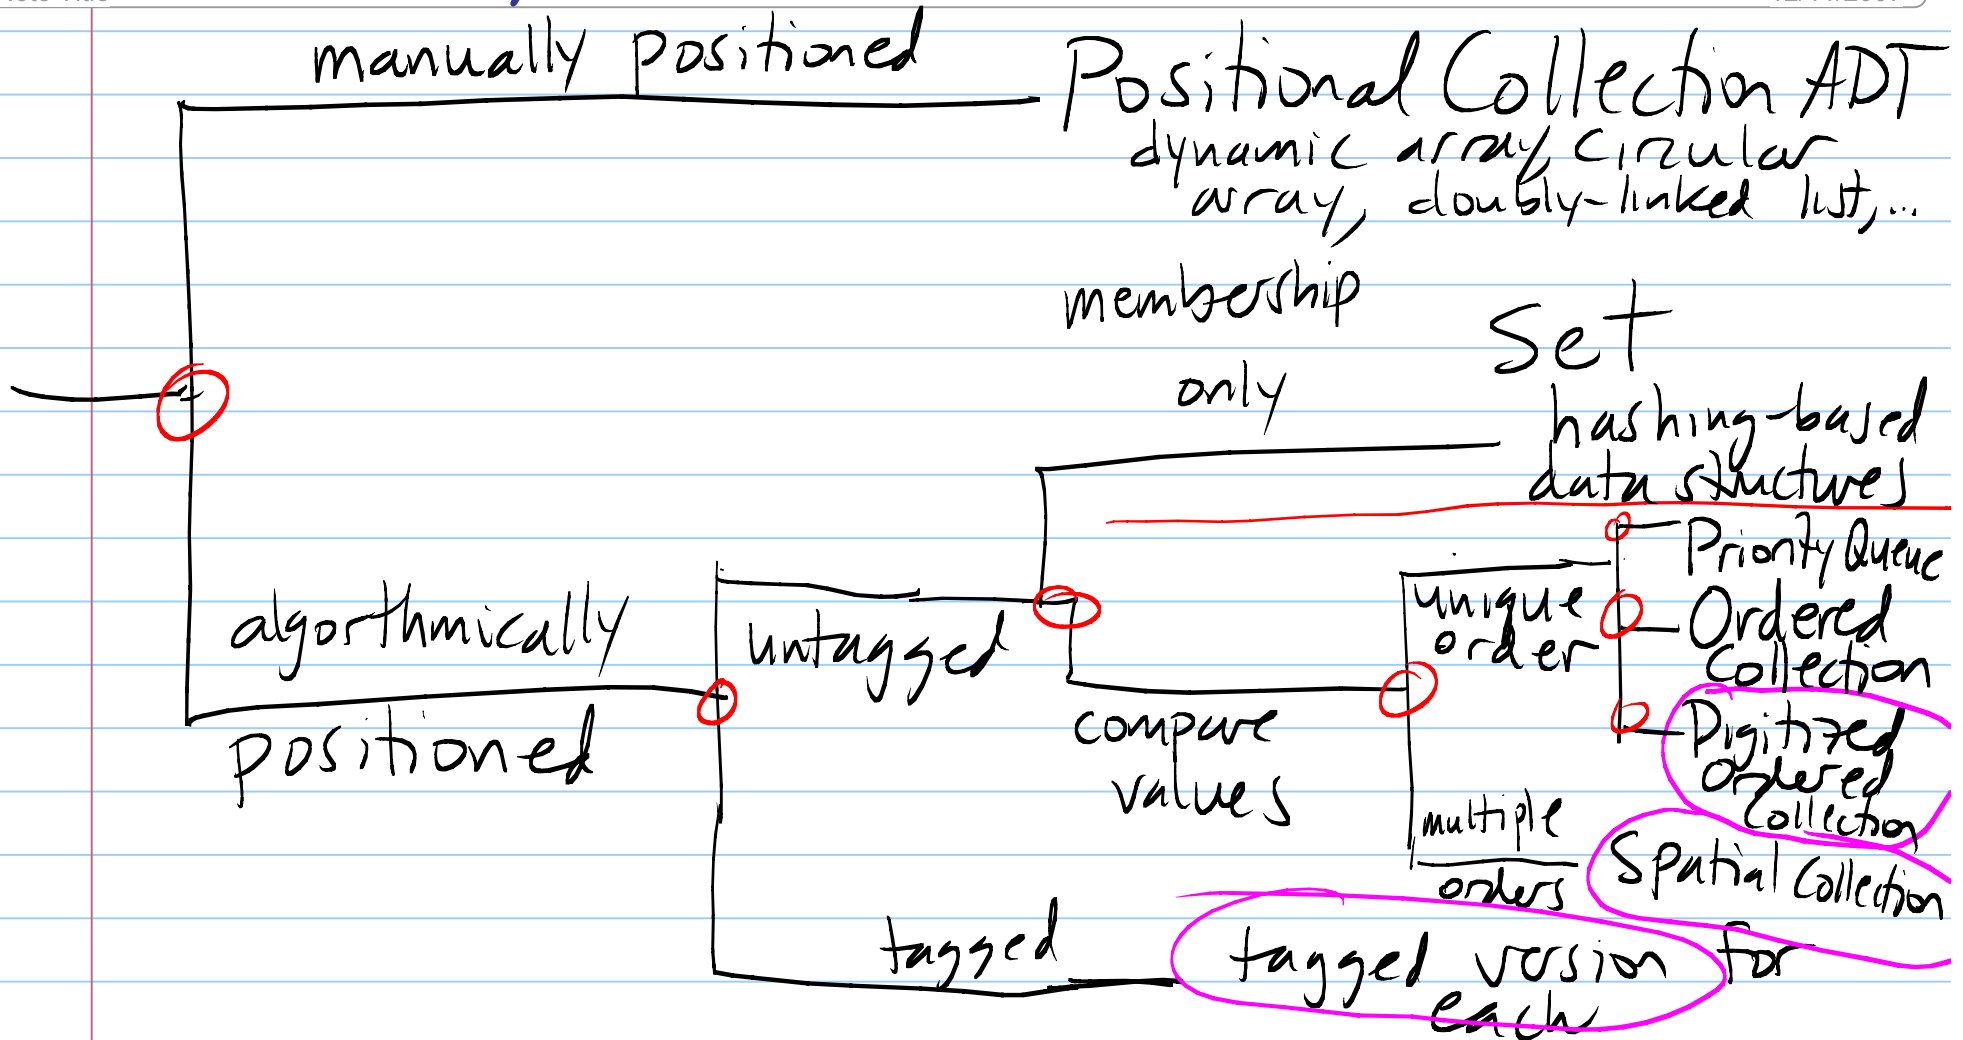 manually positioned
Positional Collection ADT
dynamic array, circular
array, doubly-linked list,...
membership
only
Set
hashing-based
data structures
Priority Queue
unique
order
Ordered
Collection
algorthmically
positioned
untagged
compare
values
Digitized
Ordered
Collection
multiple
orders
Spatial Collection
tagged
tagged version for
each